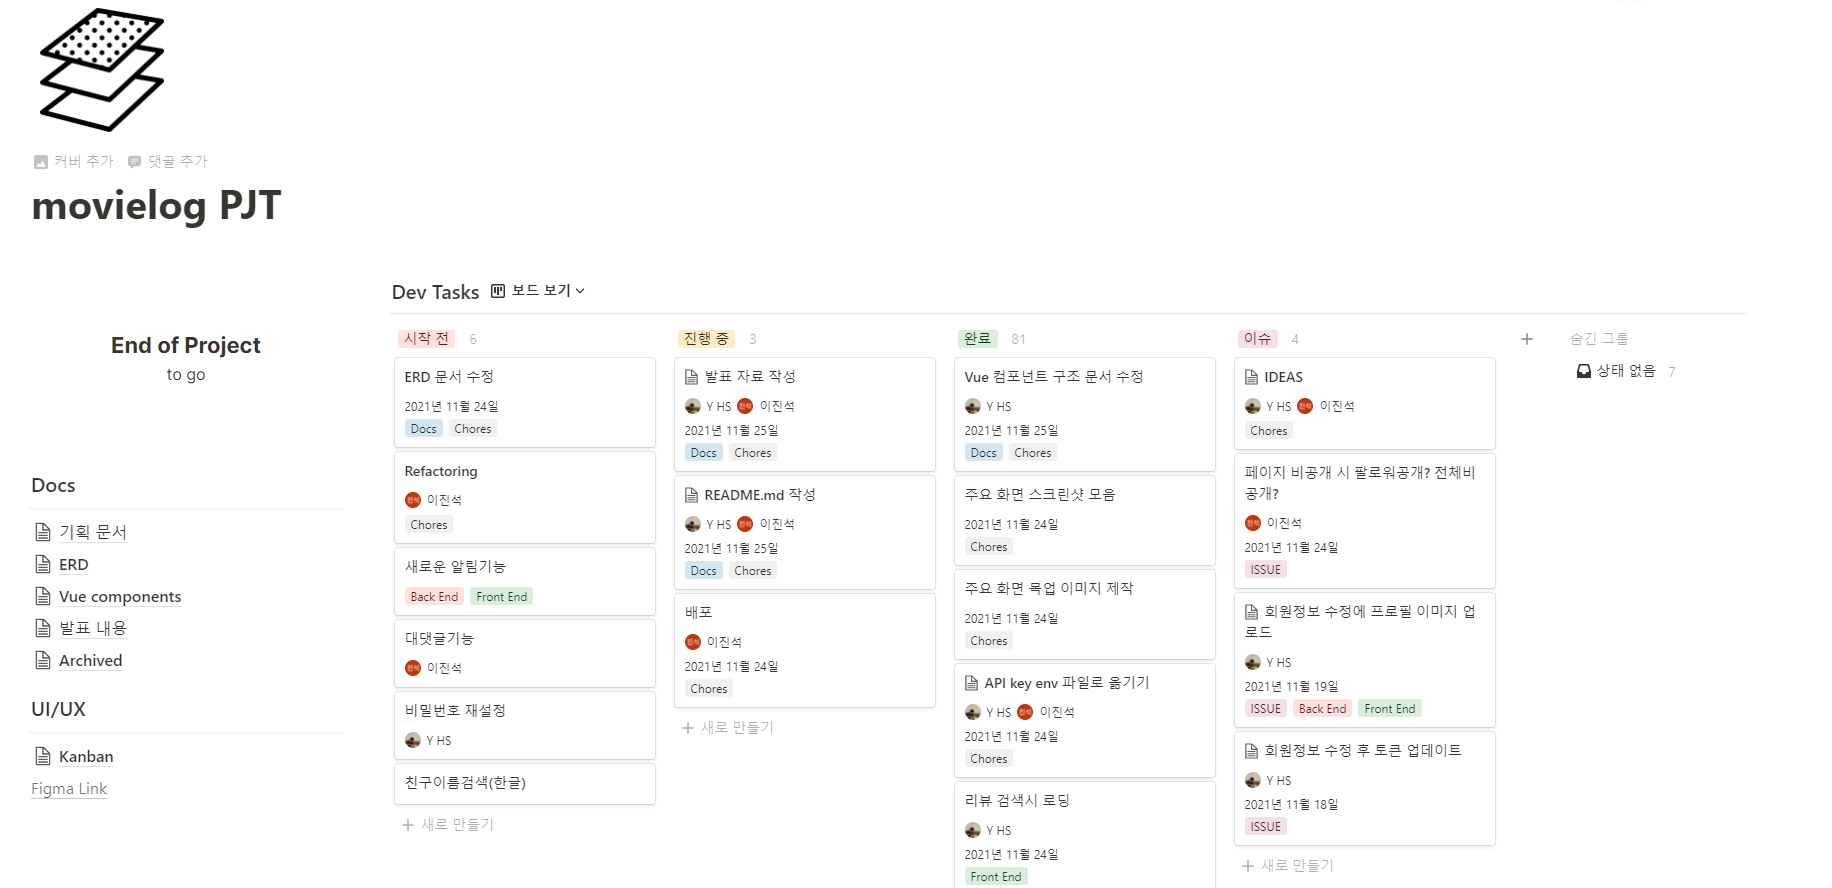 커버 추가 댓글 추가
movielog PJT
End of Project
to go
Docs
기획 문서
ERD
Vue components
발표 내용
Archived
UI/UX
Kanban
Figma Link
Dev Tasks 보드 보기
시작 전 6
ERD 문서 수정
2021년 11월 24일
Docs Chores
Refactoring
이진석
Chores
새로운 알림기능
Back End Front End
대댓글기능
이진석
비밀번호 재설정
Y HS
친구이름검색(한글)
+ 새로 만들기
진행 중 3
발표 자료 작성
Y HS 이진석
2021년 11월 25일
Docs Chores
README.md 작성
Y HS 이진석
2021년 11월 25일
Docs Chores
배포
이진석
2021년 11월 24일
Chores
+ 새로 만들기
완료 81
Vue 컴포넌트 구조 문서 수정
Y HS
2021년 11월 25일
Docs Chores
주요 화면 스크린샷 모음
2021년 11월 24일
Chores
주요 화면 목업 이미지 제작
2021년 11월 24일
Chores
API key env 파일로 옮기기
Y HS 이진석
2021년 11월 24일
Chores
리뷰 검색시 로딩
Y HS
2021년 11월 24일
Front End
이슈 4
IDEAS
Y HS 이진석
Chores
페이지 비공개 시 팔로워공개? 전체비
공개?
이진석
2021년 11월 24일
ISSUE
회원정보 수정에 프로필 이미지 업
로드
Y HS
2021년 11월 19일
ISSUE Back End Front End
회원정보 수정 후 토큰 업데이트
Y HS
2021년 11월 18일
ISSUE
+ 새로 만들기
+ 숨긴 그룹
상태 없음 7